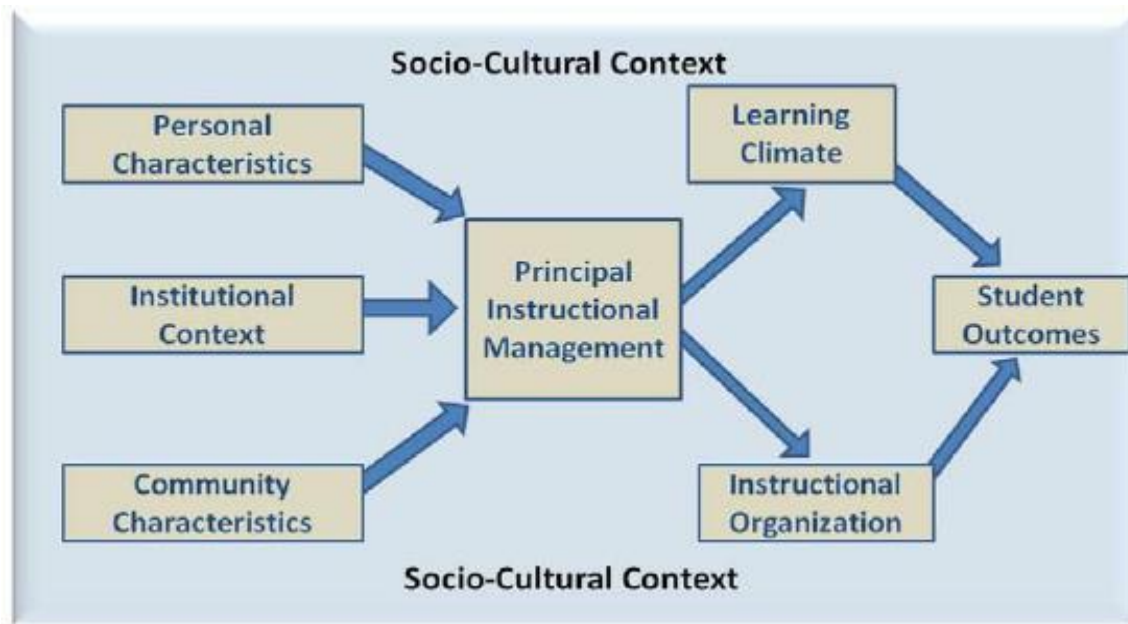 Socio-Cultural Context
Personal
Characteristics
Learning
Climate
Institutional
Context
Principal
Instructional
Management
Student
Outcomes
Community
Characteristics
Instructional
Organization
Socio-Cultural Context